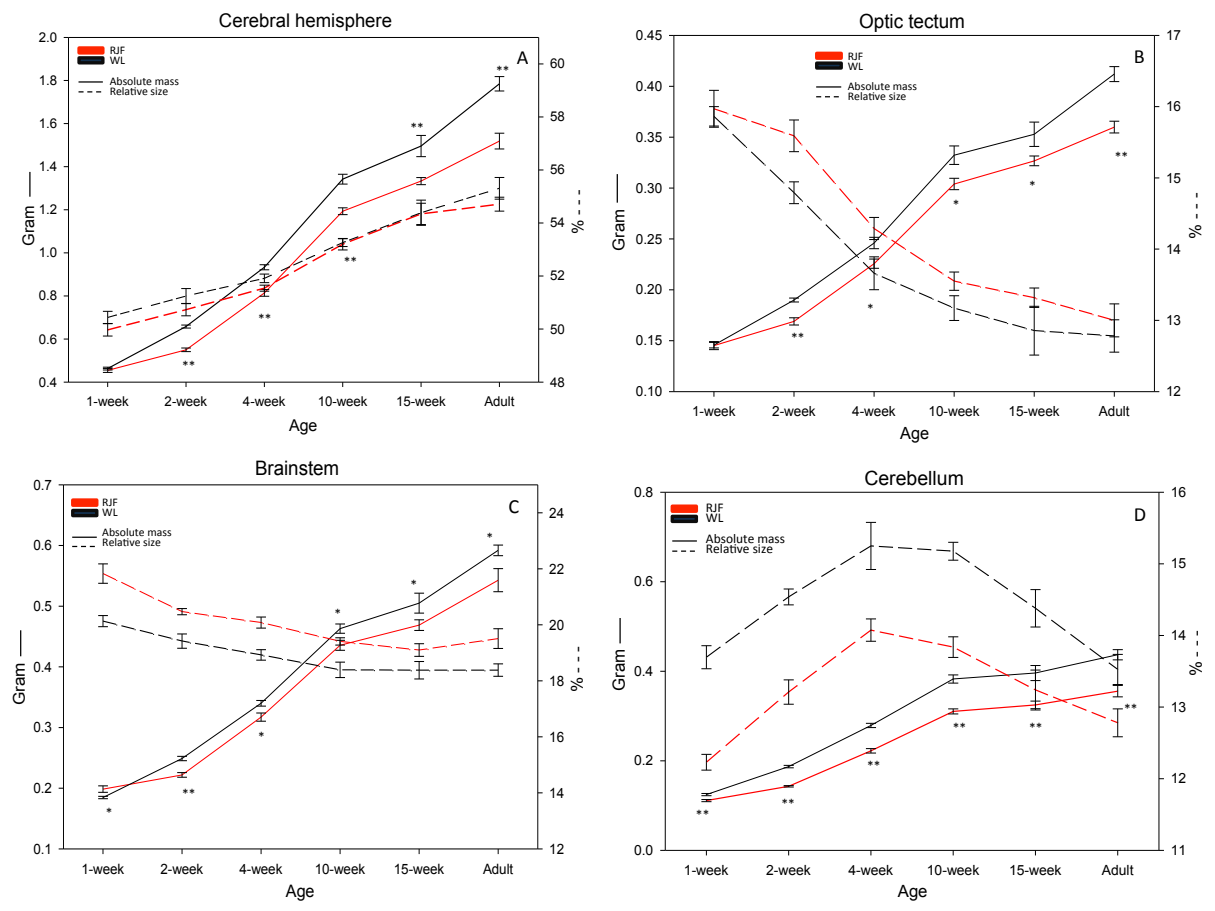 Cerebral hemisphere
2.0
1.8
1.6
1.4
1.2
1.0
0.8
0.6
0.4
Gram
RJF
WL
Absolute mass
Relative size
A
**
**
**
**
**
60
58
56
54
52
50
48
%
1-week 2-week 4-week 10-week 15-week Adult
Age
Optic tectum
0.45
0.40
0.35
0.30
0.25
0.20
0.15
0.10
Gram
RJF
WL
Absolute mass
Relative size
B
**
*
*
*
**
17
16
15
14
13
12
%
1-week 2-week 4-week 10-week 15-week Adult
Age
Brainstem
0.7
0.6
0.5
0.4
0.3
0.2
0.1
Gram
RJF
WL
Absolute mass
Relative size
C
*
**
*
*
*
*
24
22
20
18
16
14
12
%
1-week 2-week 4-week 10-week 15-week Adult
Age
Cerebellum
0.8
0.6
0.4
0.2
0.0
Gram
RJF
WL
Absolute mass
Relative size
D
**
**
**
**
**
**
16
15
14
13
12
11
%
1-week 2-week 4-week 10-week 15-week Adult
Age